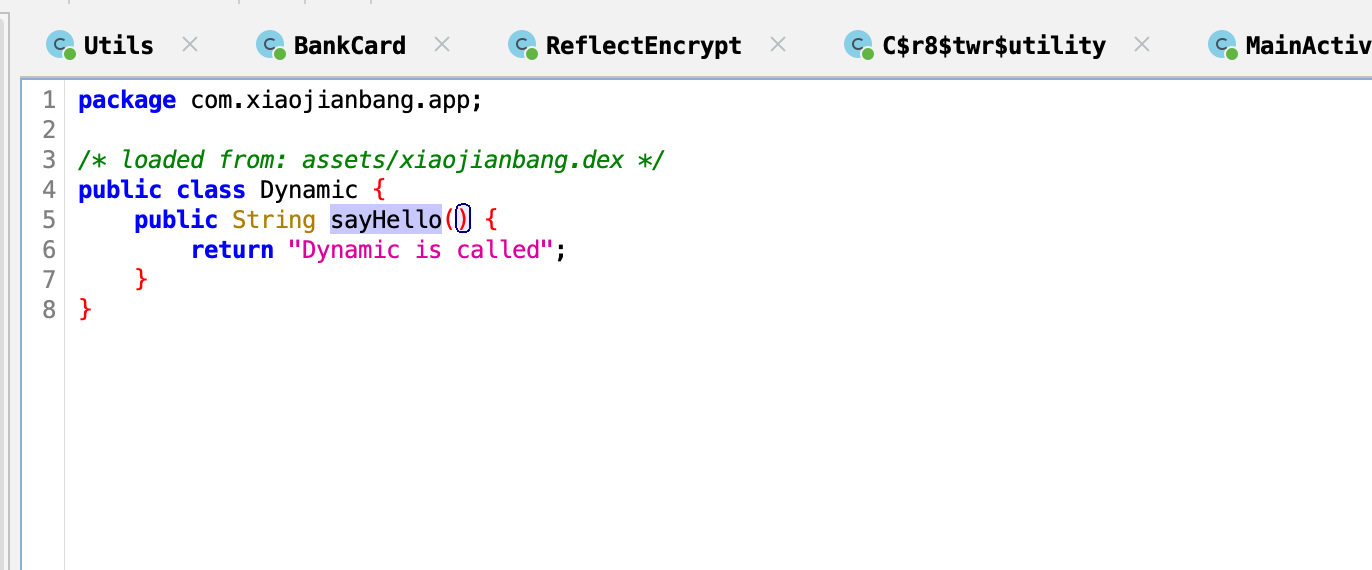 Utils BankCard ReflectEncrypt C$r8$twr$utility MainActiv
1 package com.xiaojianbang.app;
2
3 /* loaded from: assets/xiaojianbang.dex */
4 public class Dynamic {
5 public String sayHello() {
6 return "Dynamic is called";
7 }
8 }